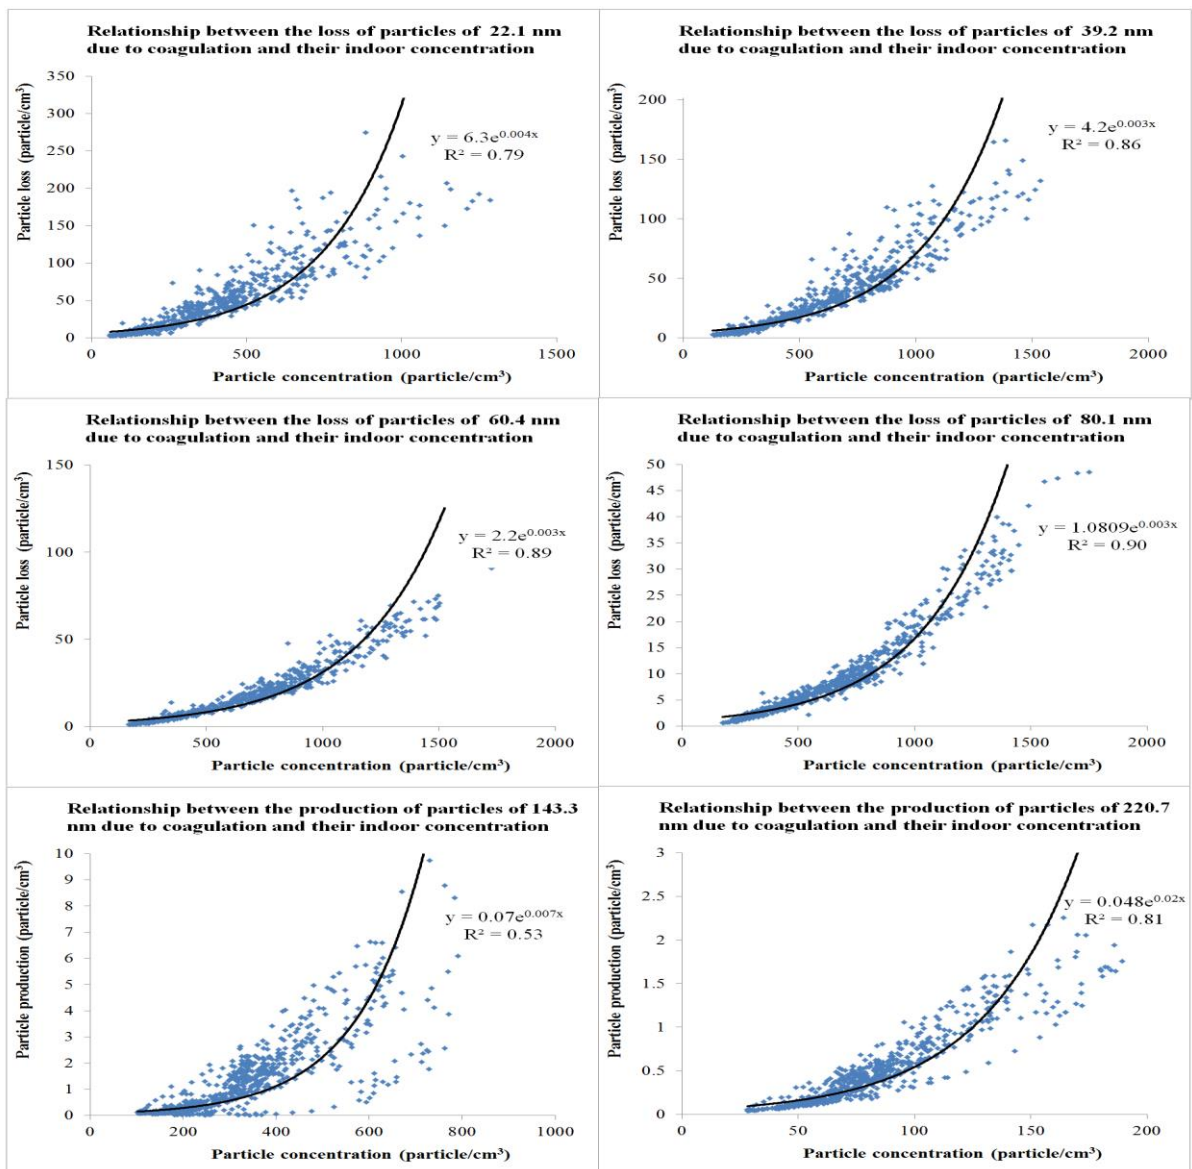 Relationship between the loss of particles of 22.1 nm
due to coagulation and their indoor concentration
Particle loss (particle/cm³)
350
300
250
200
150
100
50
0
y = 6.3e^0.004x
R² = 0.79
0 500 1000 1500
Particle concentration (particle/cm³)
Relationship between the loss of particles of 39.2 nm
due to coagulation and their indoor concentration
Particle loss (particle/cm³)
200
150
100
50
0
y = 4.2e^0.003x
R² = 0.86
0 500 1000 1500 2000
Particle concentration (particle/cm³)
Relationship between the loss of particles of 60.4 nm
due to coagulation and their indoor concentration
Particle loss (particle/cm³)
150
100
50
0
y = 2.2e^0.003x
R² = 0.89
0 500 1000 1500 2000
Particle concentration (particle/cm³)
Relationship between the loss of particles of 80.1 nm
due to coagulation and their indoor concentration
Particle loss (particle/cm³)
50
45
40
35
30
25
20
15
10
5
0
y = 1.0809e^0.003x
R² = 0.90
0 500 1000 1500 2000
Particle concentration (particle/cm³)
Relationship between the production of particles of 143.3
nm due to coagulation and their indoor concentration
Particle production (particle/cm³)
10
9
8
7
6
5
4
3
2
1
0
y = 0.07e^0.007x
R² = 0.53
0 200 400 600 800 1000
Particle concentration (particle/cm³)
Relationship between the production of particles of 220.7
nm due to coagulation and their indoor concentration
Particle production (particle/cm³)
3
2.5
2
1.5
1
0.5
0
y = 0.048e^0.02x
R² = 0.81
0 50 100 150 200
Particle concentration (particle/cm³)